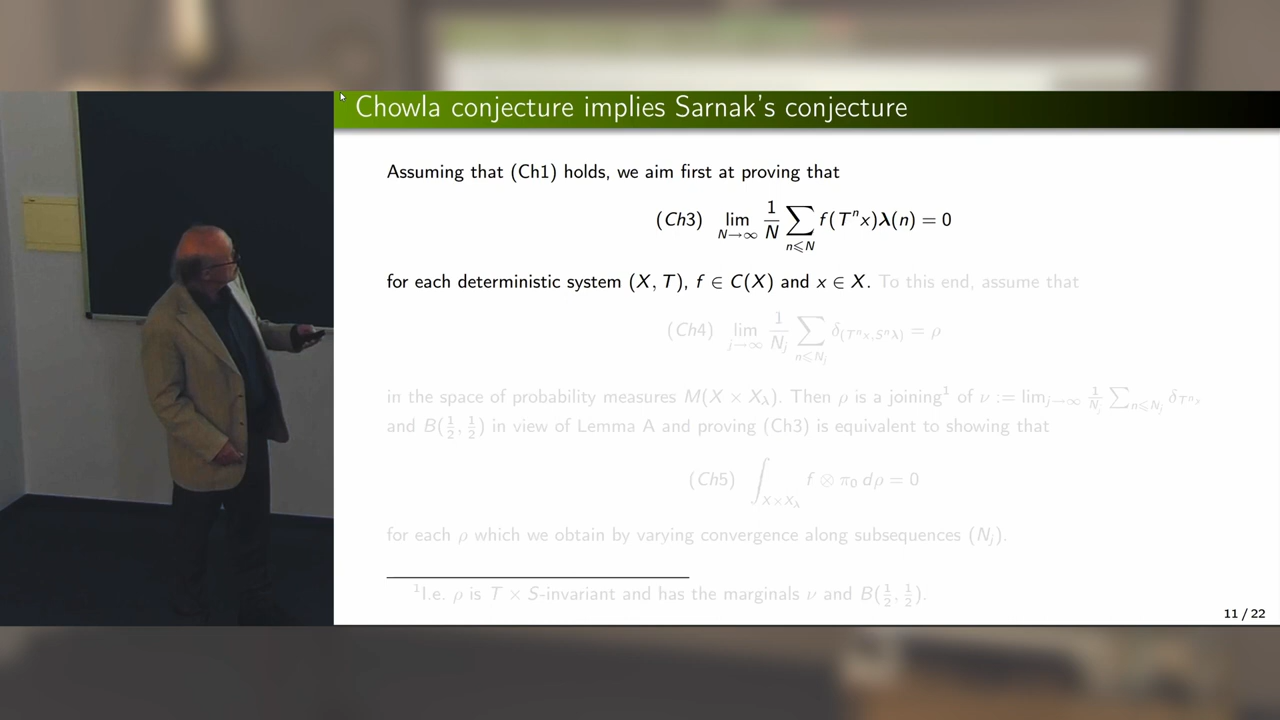 Chowla conjecture implies Sarnak's conjecture
Assuming that (Ch1) holds, we aim first at proving that
(Ch3) lim_{N→∞} 1/N ∑_{n≤N} f(Tⁿx)λ(n) = 0
for each deterministic system (X, T), f ∈ C(X) and x ∈ X. To this end, assume that
(Ch4) lim_{j→∞} 1/N_j ∑_{n≤N_j} δ_{(Tⁿx,Sⁿλ)} = ρ
in the space of probability measures M(X × X_λ). Then ρ is a joining¹ of ν := lim_{j→∞} 1/N_j ∑_{n≤N_j} δ_{Tⁿx}
and B(1/2, 1/2) in view of Lemma A and proving (Ch3) is equivalent to showing that
(Ch5) ∫_{X×X_λ} f ⊗ π₀ dρ = 0
for each ρ which we obtain by varying convergence along subsequences (N_j).
¹I.e. ρ is T × S-invariant and has the marginals ν and B(1/2, 1/2).
11 / 22